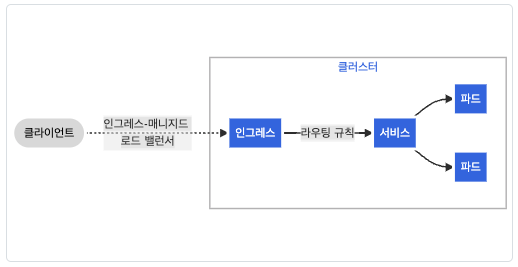 클러스터
클라이언트
인그레스-매니지드
로드 밸런서
인그레스
라우팅 규칙
서비스
파드
파드